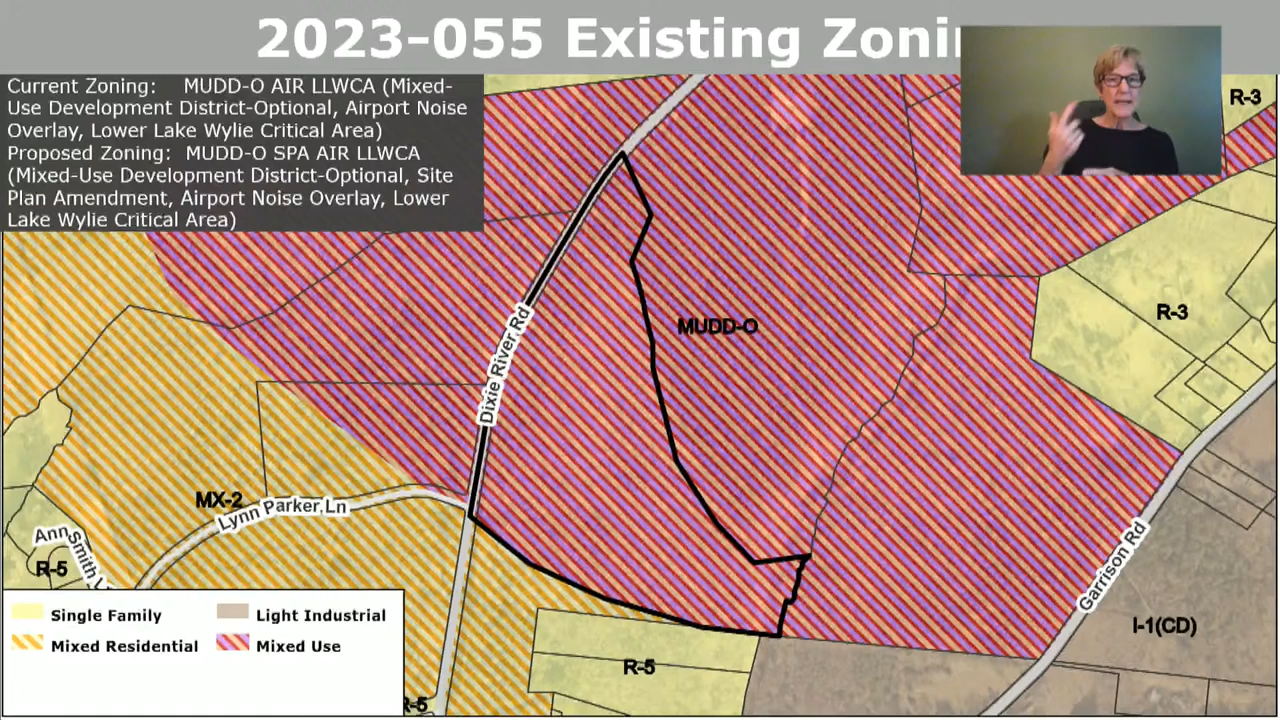 2023-055 Existing Zoni
Current Zoning: MUDD-O AIR LLWCA (Mixed-
Use Development District-Optional, Airport Noise
Overlay, Lower Lake Wylie Critical Area)
Proposed Zoning: MUDD-O SPA AIR LLWCA
(Mixed-Use Development District-Optional, Site
Plan Amendment, Airport Noise Overlay, Lower
Lake Wylie Critical Area)
R-3
R-3
MUDD-O
Dixie River Rd
MX-2
Lynn Parker Ln
Ann Smith L
R-5
Garrison Rd
I-1(CD)
R-5
R-5
Single Family
Light Industrial
Mixed Residential
Mixed Use